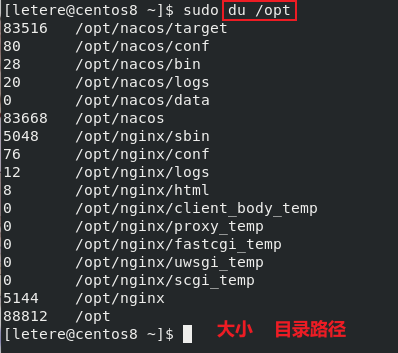 [letere@centos8 ~]$ sudo du /opt
83516 /opt/nacos/target
80 /opt/nacos/conf
28 /opt/nacos/bin
20 /opt/nacos/logs
0 /opt/nacos/data
83668 /opt/nacos
5048 /opt/nginx/sbin
76 /opt/nginx/conf
12 /opt/nginx/logs
8 /opt/nginx/html
0 /opt/nginx/client_body_temp
0 /opt/nginx/proxy_temp
0 /opt/nginx/fastcgi_temp
0 /opt/nginx/uwsgi_temp
0 /opt/nginx/scgi_temp
5144 /opt/nginx
88812 /opt
[letere@centos8 ~]$ 大小 目录路径